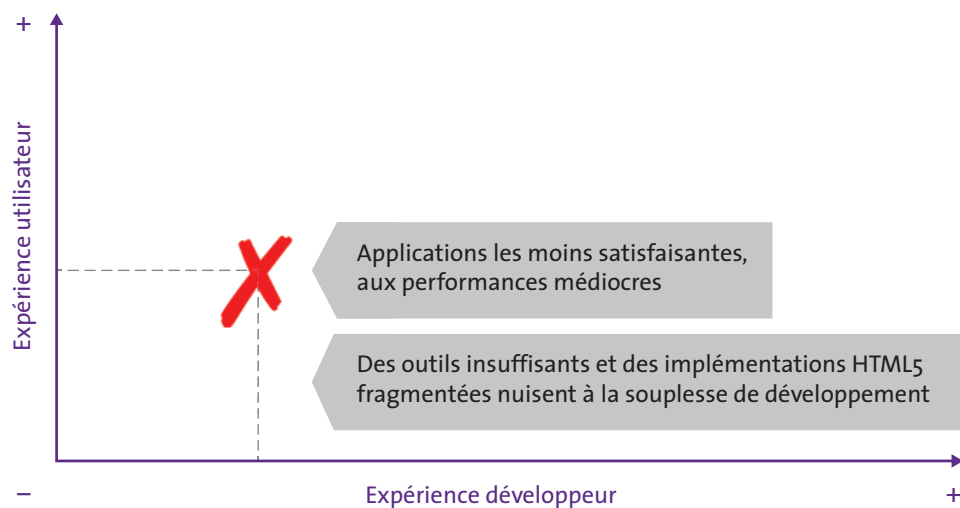 +
Expérience utilisateur
Applications les moins satisfaisantes,
aux performances médiocres
Des outils insuffisants et des implémentations HTML5
fragmentées nuisent à la souplesse de développement
–
Expérience développeur
+